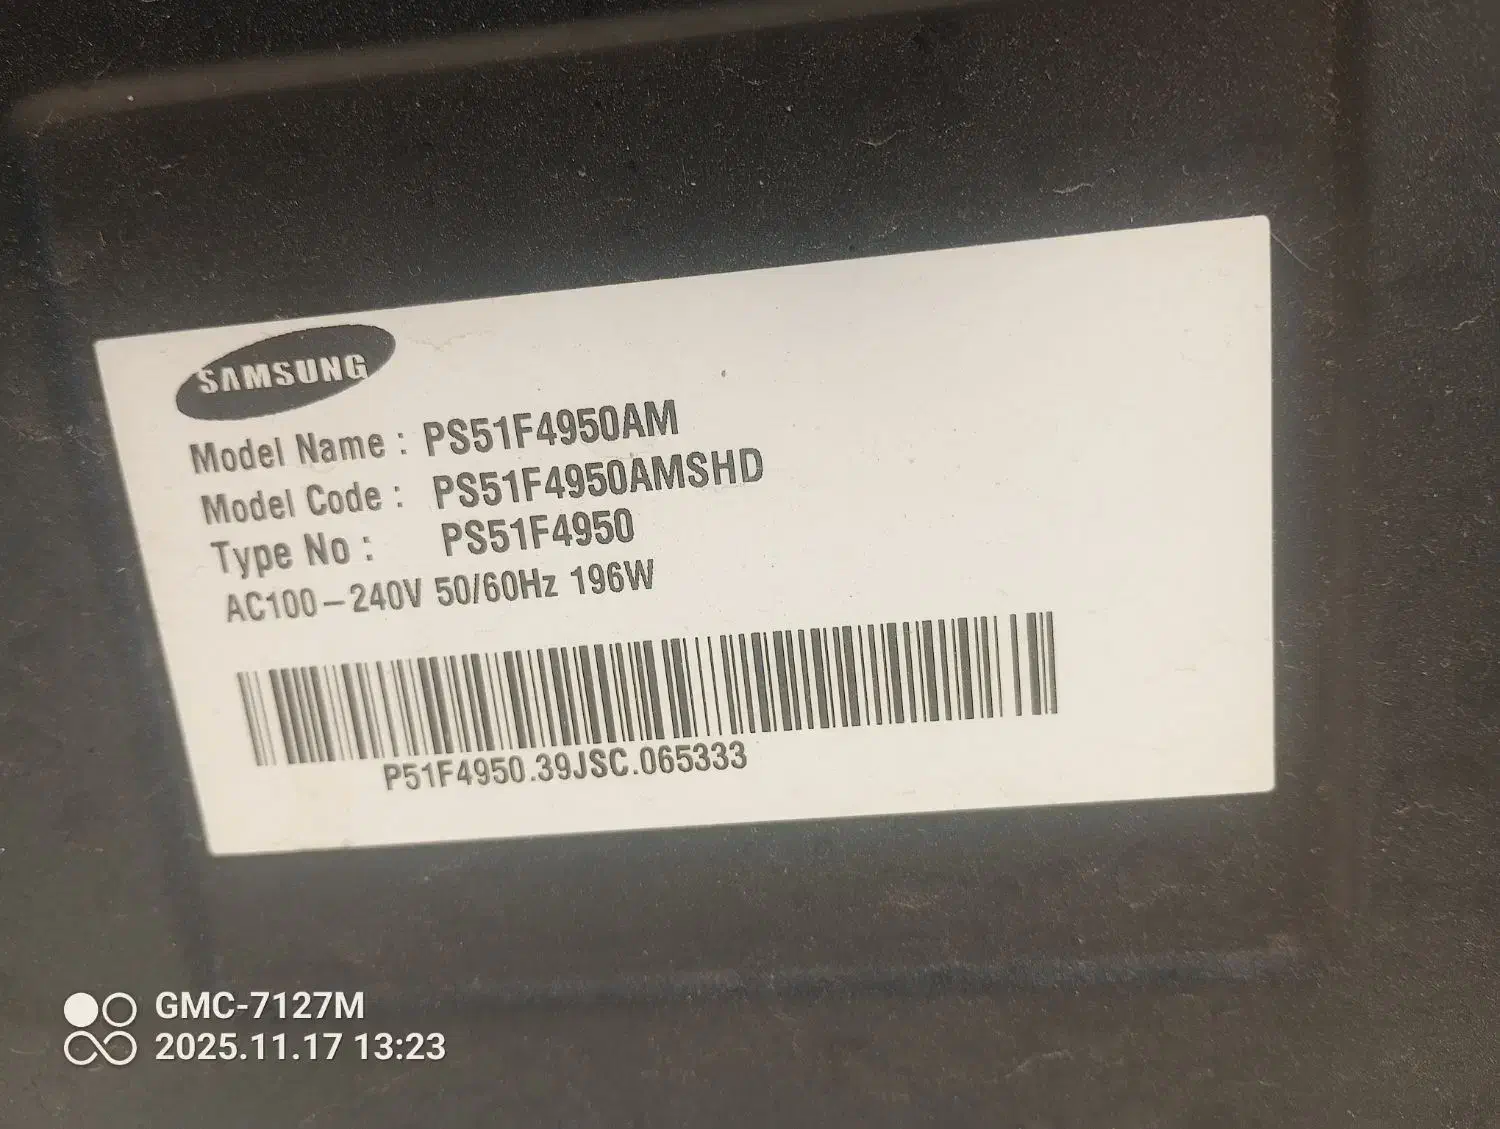 SAMSUNG
Model Name : PS51F4950AM
Model Code : PS51F4950AMSHD
Type No : PS51F4950
AC100-240V 50/60Hz 196W
P51F4950.39JSC.065333
GMC-7127M
2025.11.17 13:23